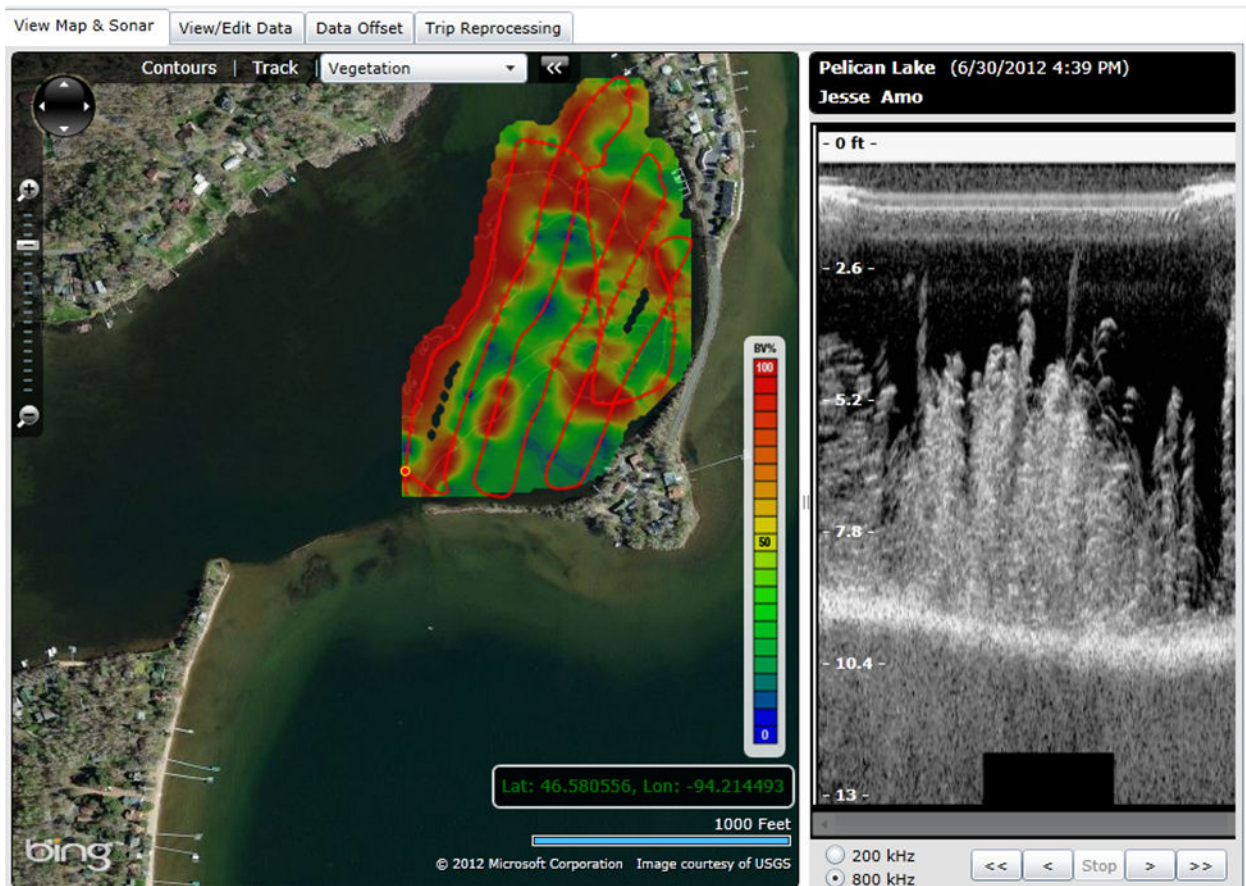 View Map & Sonar
View/Edit Data
Data Offset
Trip Reprocessing
Contours | Track | Vegetation
<<
BV%
100
50
0
Lat: 46.580556, Lon: -94.214493
1000 Feet
bing
© 2012 Microsoft Corporation Image courtesy of USGS
Pelican Lake (6/30/2012 4:39 PM)
Jesse Amo
- 0 ft -
- 2.6 -
- 5.2 -
- 7.8 -
- 10.4 -
- 13 -
200 kHz
800 kHz
<< < Stop > >>